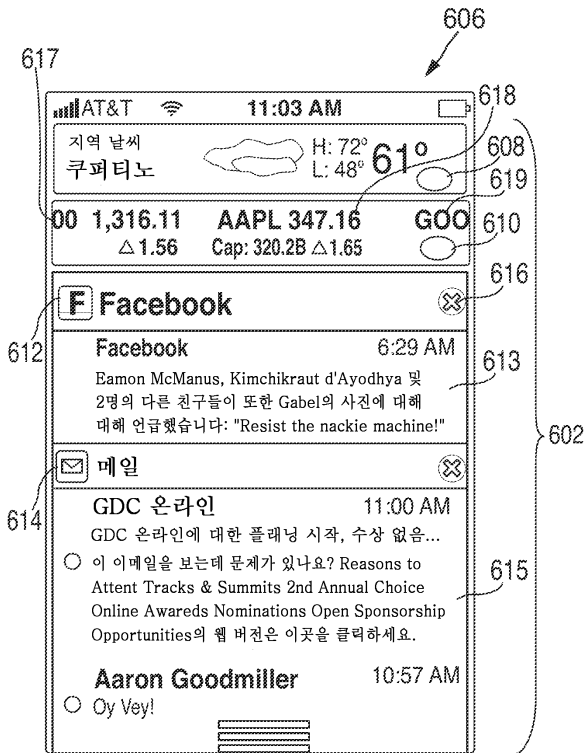 606
617
AT&T 11:03 AM
618
지역 날씨
쿠퍼티노
H: 72° 61°
L: 48°
608
619
00 1,316.11 AAPL 347.16 GOO
△1.56 Cap: 320.2B △1.65
610
F Facebook
616
612
Facebook 6:29 AM
613
Eamon McManus, Kimchikraut d'Ayodhya 및
2명의 다른 친구들이 또한 Gabel의 사진에 대해
대해 언급했습니다: "Resist the nackie machine!"
602
메일
614
GDC 온라인 11:00 AM
GDC 온라인에 대한 플래닝 시작, 수상 없음...
이 이메일을 보는데 문제가 있나요? Reasons to
615
Attent Tracks & Summits 2nd Annual Choice
Online Awareds Nominations Open Sponsorship
Opportunities의 웹 버전은 이곳을 클릭하세요.
Aaron Goodmiller 10:57 AM
Oy Vey!